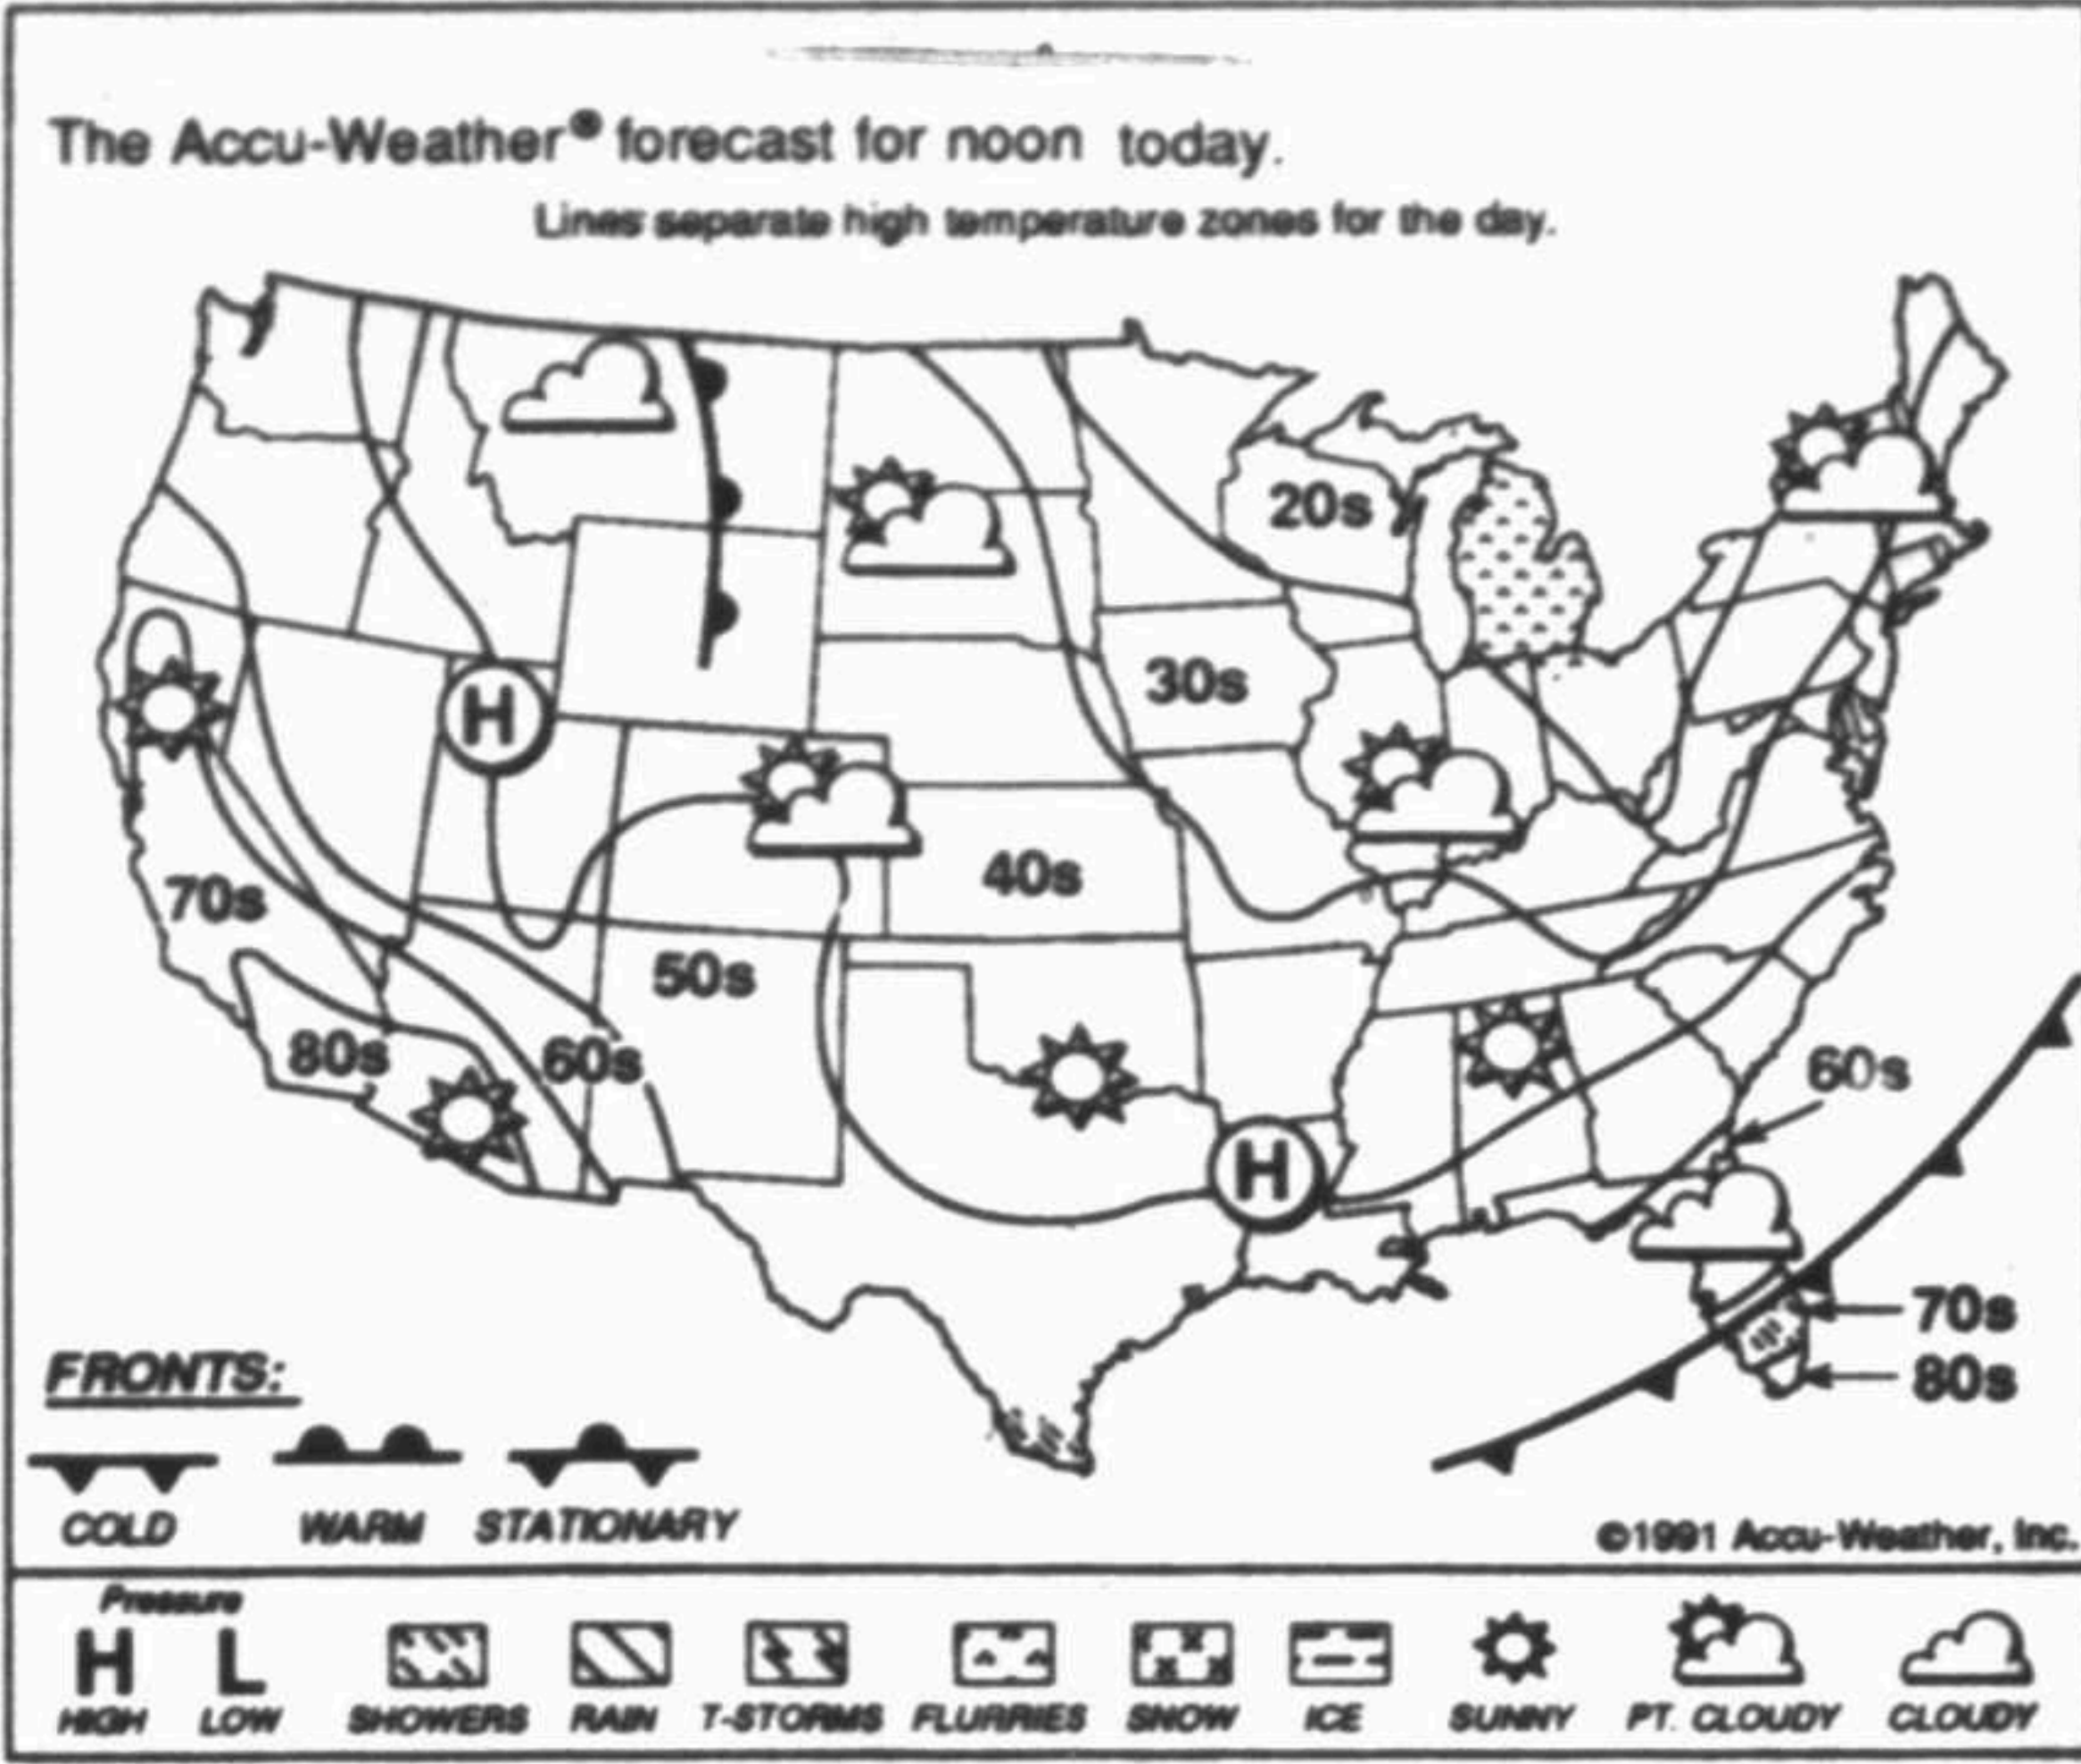 The Accu-Weather® forecast for noon today.
Lines separate high temperature zones for the day.
20s
30s
H
40s
70s
50s
80s
60s
60s
H
70s
80s
FRONTS:
COLD WARM STATIONARY
©1991 Accu-Weather, Inc.
Pressure
H L
HIGH LOW SHOWERS RAIN T-STORMS FLURRIES SNOW ICE SUNNY PT. CLOUDY CLOUDY